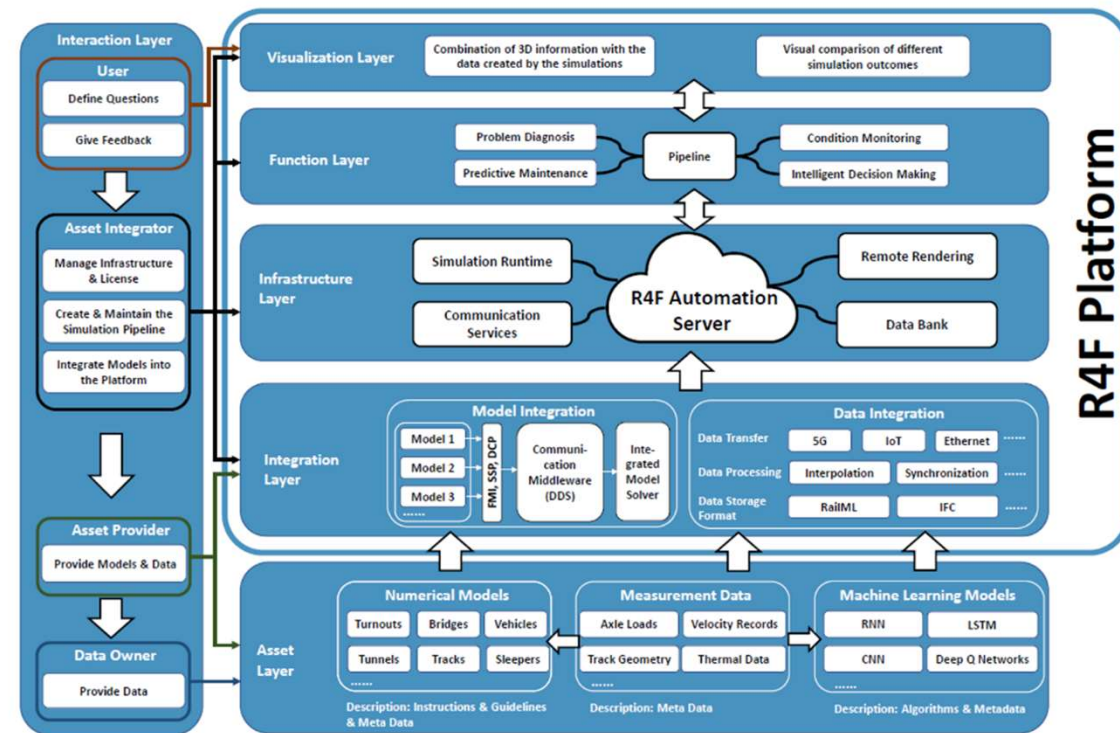 Interaction Layer
User
Define Questions
Give Feedback
Asset Integrator
Manage Infrastructure
& License
Create & Maintain the
Simulation Pipeline
Integrate Models into
the Platform
Asset Provider
Provide Models & Data
Data Owner
Provide Data
R4F Platform
Visualization Layer
Combination of 3D information with the
data created by the simulations
Visual comparison of different
simulation outcomes
Function Layer
Problem Diagnosis
Predictive Maintenance
Pipeline
Condition Monitoring
Intelligent Decision Making
Infrastructure
Layer
Simulation Runtime
Communication
Services
R4F Automation
Server
Remote Rendering
Data Bank
Integration
Layer
Model Integration
Model 1
Model 2
Model 3
......
FMI, SSP, DCP
Communi-
cation
Middleware
(DDS)
Inte-
grated
Model
Solver
Data Integration
Data Transfer
5G
IoT
Ethernet
......
Data Processing
Interpolation
Synchronization
......
Data Storage
Format
RailML
IFC
......
Asset
Layer
Numerical Models
Turnouts
Bridges
Vehicles
Tunnels
Tracks
Sleepers
......
Description: Instructions & Guidelines
& Meta Data
Measurement Data
Axle Loads
Velocity Records
Track Geometry
Thermal Data
......
Description: Meta Data
Machine Learning Models
RNN
LSTM
CNN
Deep Q Networks
......
Description: Algorithms & Metadata